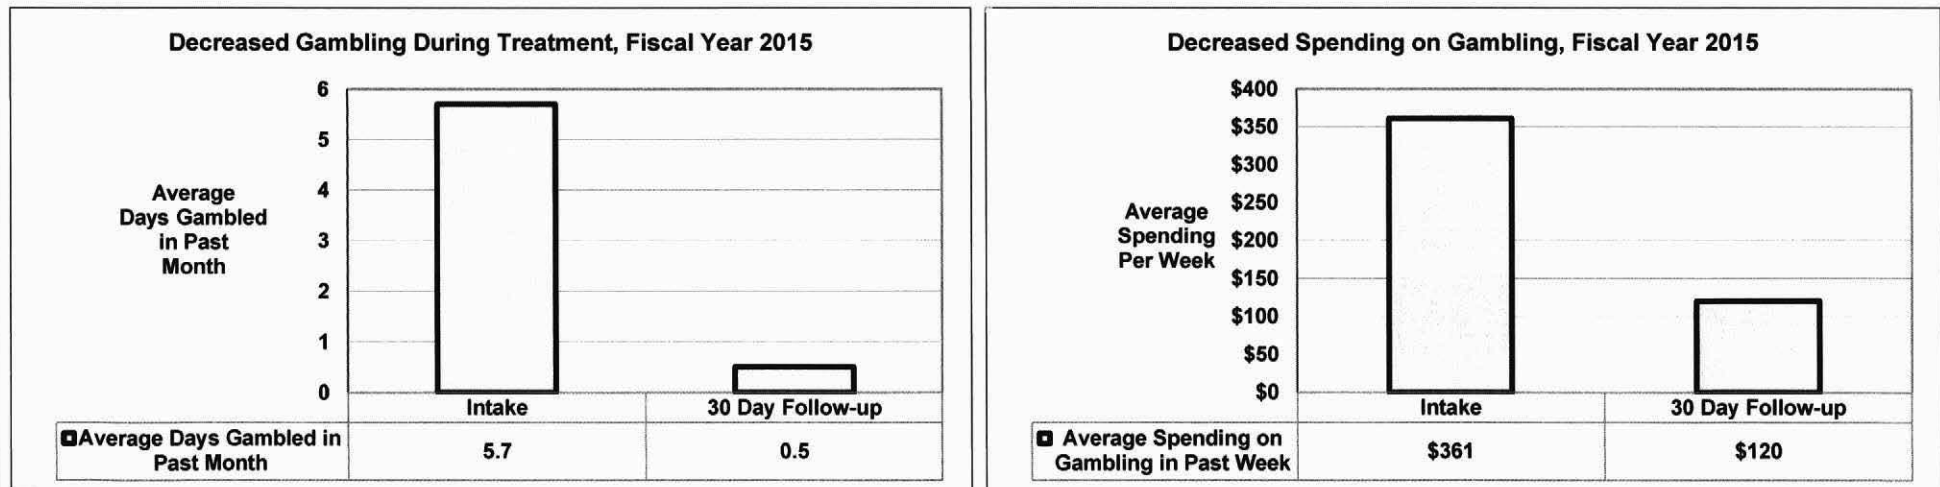 Decreased Gambling During Treatment, Fiscal Year 2015
6
5
4
3
2
1
0
Average
Days Gambled
in Past
Month
Intake
30 Day Follow-up
Average Days Gambled in
Past Month
5.7
0.5
Decreased Spending on Gambling, Fiscal Year 2015
$400
$350
$300
$250
$200
$150
$100
$50
$0
Average
Spending
Per Week
Intake
30 Day Follow-up
Average Spending on
Gambling in Past Week
$361
$120